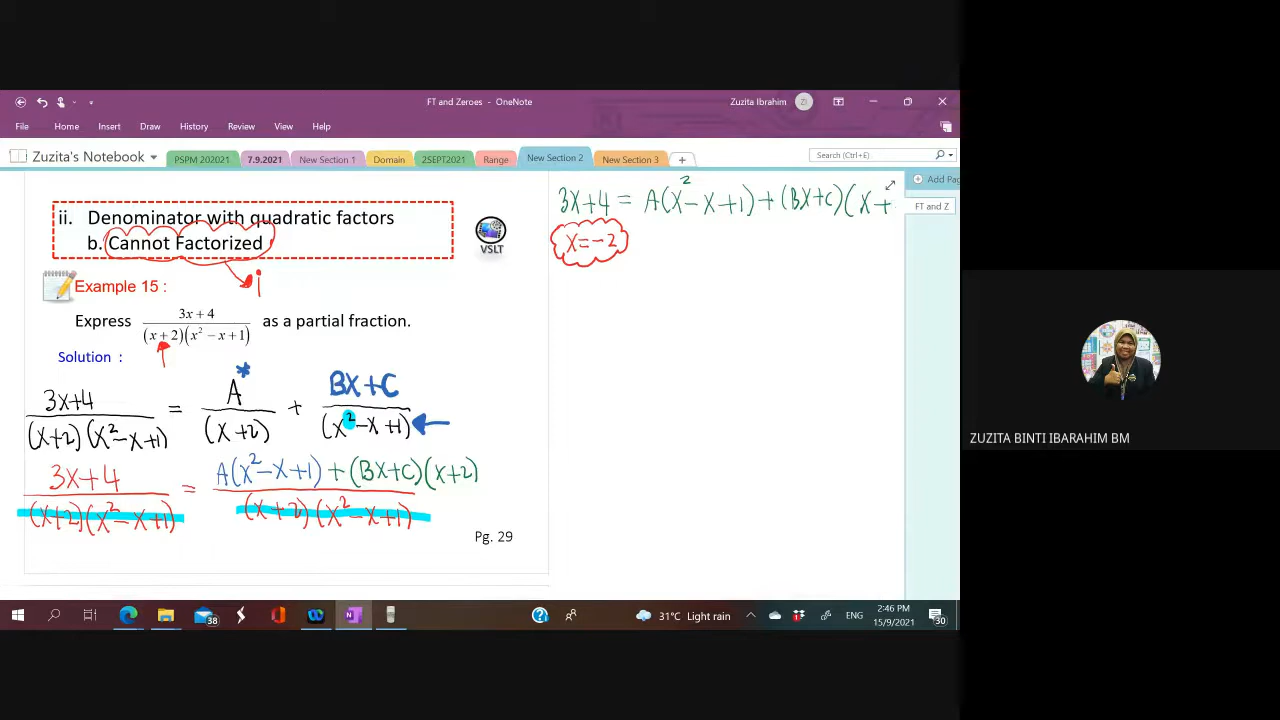 FT and Zeroes - OneNote
Zuzita Ibrahim ZI
File Home Insert Draw History Review View Help
Zuzita's Notebook PSPM 202021 7.9.2021 New Section 1 Domain 2SEPT2021 Range New Section 2 New Section 3 + Search (Ctrl+E)
Add Page
FT and Z
ii. Denominator with quadratic factors
b. Cannot Factorized
VSLT
i
Example 15 :
Express (3x + 4)/((x + 2)(x² − x + 1)) as a partial fraction.
Solution :
(3x+4)/((x+2)(x²−x+1)) = A*/(x+2) + (Bx+C)/(x²−x+1)
(3x+4)/((x+2)(x²−x+1)) = (A(x²−x+1)+(Bx+C)(x+2))/((x+2)(x²−x+1))
Pg. 29
3x+4 = A(x²−x+1)+(Bx+C)(x+
x=−2
ZUZITA BINTI IBARAHIM BM
38
31°C Light rain
ENG
2:46 PM
15/9/2021
30